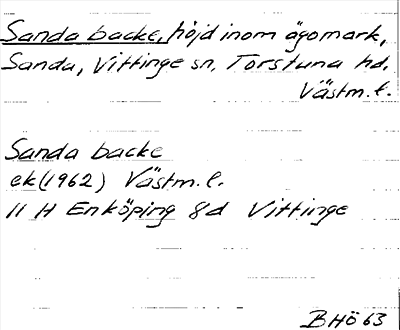 Sanda backe, höjd inom ägomark,
Sanda, Vittinge sn, Torstuna hd.
Västm. l.
Sanda backe
ek (1962) Västm. l.
11 H Enköping 8d Vittinge
BHö 63